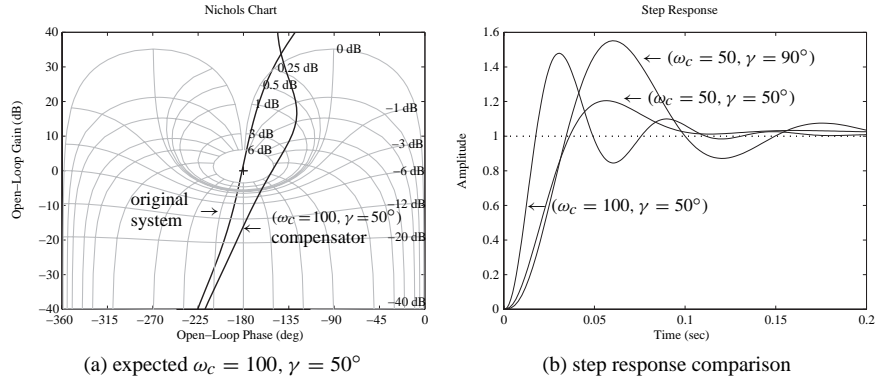 Nichols Chart
40
30
20
10
0
−10
−20
−30
−40
−360
−315
−270
−225
−180
−135
−90
−45
0
Open−Loop Gain (dB)
Open−Loop Phase (deg)
0 dB
0.25 dB
0.5 dB
1 dB
−1 dB
3 dB
−3 dB
6 dB
−6 dB
−12 dB
−20 dB
−40 dB
original
system
(ω_c = 100, γ = 50°)
compensator
(a) expected ω_c = 100, γ = 50°
Step Response
1.6
1.4
1.2
1
0.8
0.6
0.4
0.2
0
0
0.05
0.1
0.15
0.2
Amplitude
Time (sec)
(ω_c = 50, γ = 90°)
(ω_c = 50, γ = 50°)
(ω_c = 100, γ = 50°)
(b) step response comparison